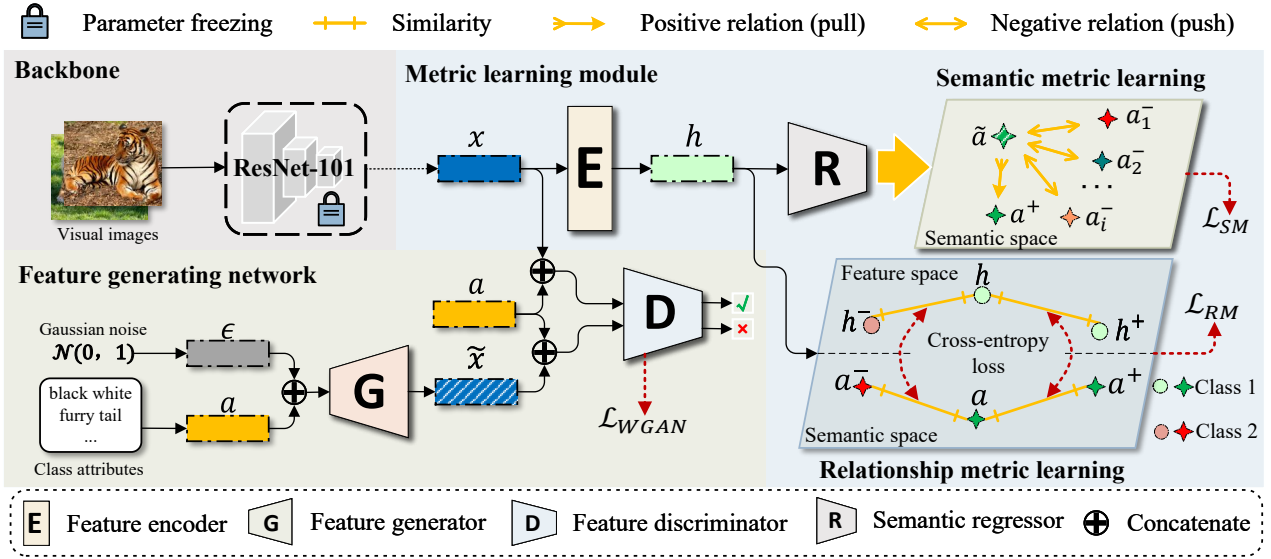 Parameter freezing
Similarity
Positive relation (pull)
Negative relation (push)
Backbone
Metric learning module
Semantic metric learning
ResNet-101
Visual images
x
E
h
R
ã
a₁⁻
a₂⁻
...
a⁺
aᵢ⁻
Semantic space
ℒ_SM
Feature generating network
Gaussian noise
𝒩(0, 1)
ϵ
black white
furry tail
...
a
Class attributes
G
a
x̃
D
ℒ_WGAN
Feature space
h
h⁻
h⁺
Cross-entropy
loss
a⁻
a
a⁺
Semantic space
ℒ_RM
Class 1
Class 2
Relationship metric learning
E Feature encoder
G Feature generator
D Feature discriminator
R Semantic regressor
Concatenate